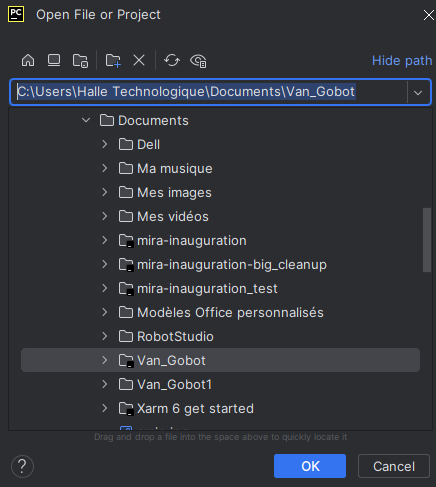 PC Open File or Project
Hide path
C:\Users\Halle Technologique\Documents\Van_Gobot
Documents
Dell
Ma musique
Mes images
Mes vidéos
mira-inauguration
mira-inauguration-big_cleanup
mira-inauguration_test
Modèles Office personnalisés
RobotStudio
Van_Gobot
Van_Gobot1
Xarm 6 get started
Drag and drop a file into the space above to quickly locate it
? OK Cancel